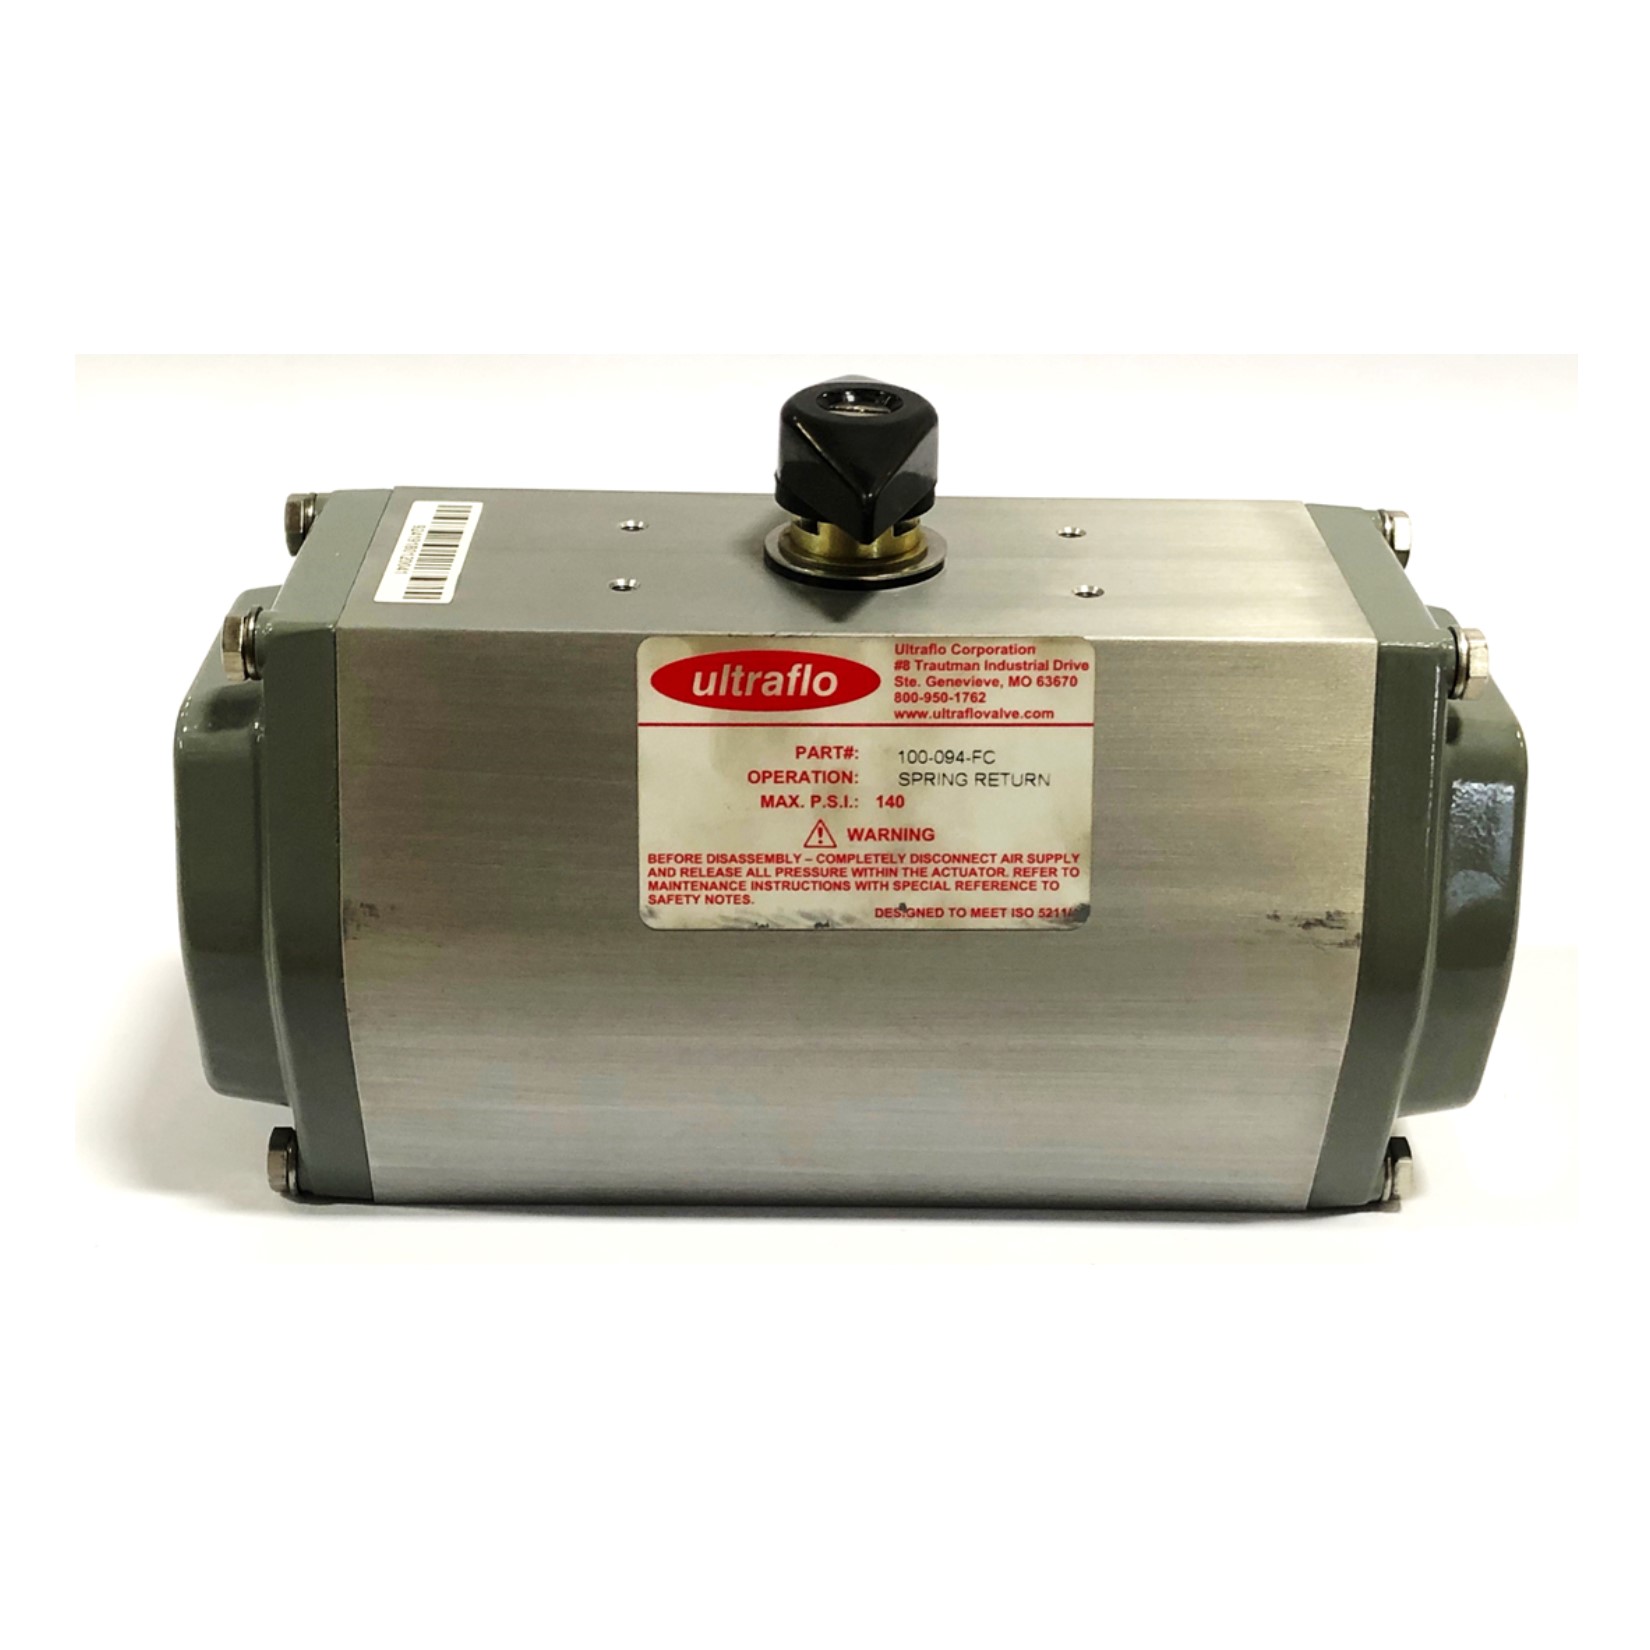 ultraflo
Ultraflo Corporation
#8 Trautman Industrial Drive
Ste. Genevieve, MO 63670
800-950-1762
www.ultraflovalve.com
PART#: 100-094-FC
OPERATION: SPRING RETURN
MAX. P.S.I.: 140
WARNING
BEFORE DISASSEMBLY – COMPLETELY DISCONNECT AIR SUPPLY
AND RELEASE ALL PRESSURE WITHIN THE ACTUATOR. REFER TO
MAINTENANCE INSTRUCTIONS WITH SPECIAL REFERENCE TO
SAFETY NOTES.
DESIGNED TO MEET ISO